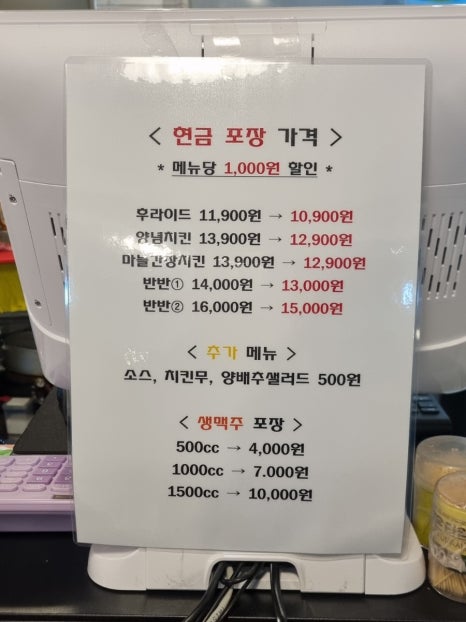 < 현금 포장 가격 >
* 메뉴당 1,000원 할인 *
후라이드 11,900원 → 10,900원
양념치킨 13,900원 → 12,900원
마늘간장치킨 13,900원 → 12,900원
반반① 14,000원 → 13,000원
반반② 16,000원 → 15,000원
< 추가 메뉴 >
소스, 치킨무, 양배추샐러드 500원
< 생맥주 포장 >
500cc → 4,000원
1000cc → 7.000원
1500cc → 10,000원